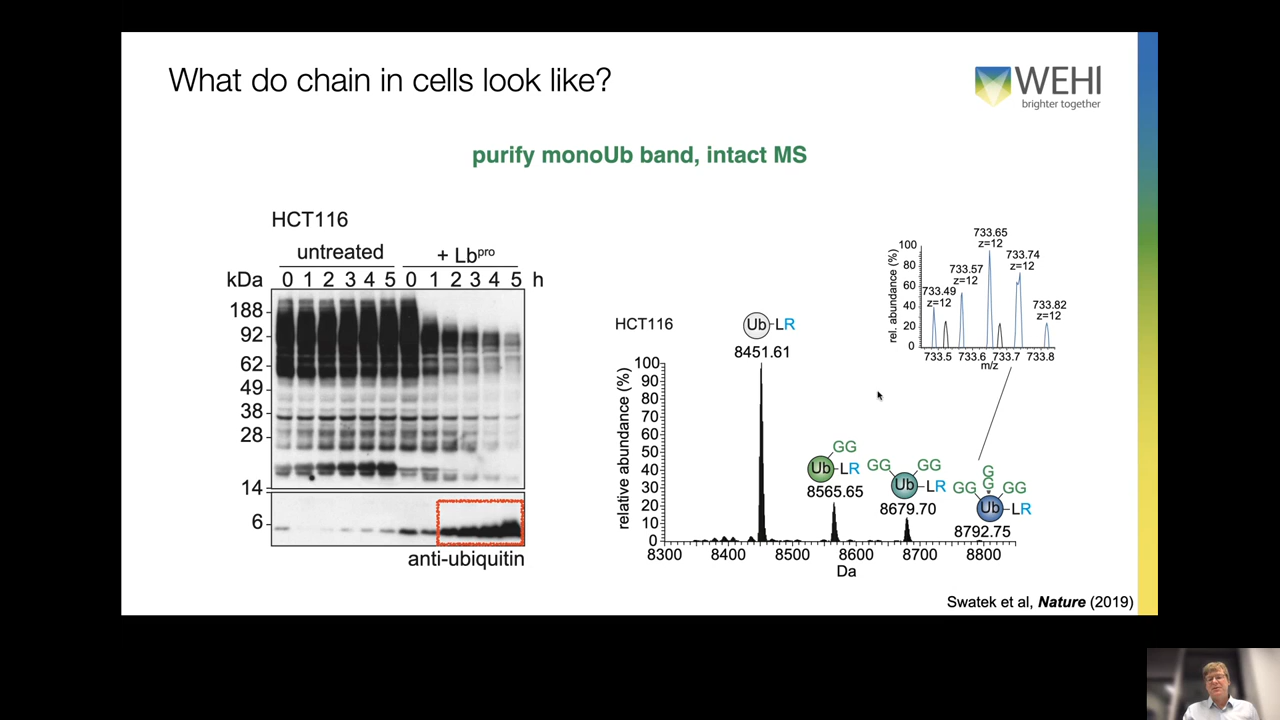 What do chain in cells look like?
WEHI
brighter together
purify monoUb band, intact MS
HCT116
untreated
+ Lbpro
kDa 0 1 2 3 4 5 0 1 2 3 4 5 h
188
92
62
49
38
28
14
6
anti-ubiquitin
HCT116
Ub LR
8451.61
relative abundance (%)
100
90
80
70
60
50
40
30
20
10
0
GG
Ub LR
8565.65
GG GG
Ub LR
8679.70
G
G
GG GG
Ub LR
8792.75
8300 8400 8500 8600 8700 8800
Da
rel. abundance (%)
100
80
60
40
20
0
733.49
z=12
733.57
z=12
733.65
z=12
733.74
z=12
733.82
z=12
733.5 733.6 733.7 733.8
m/z
Swatek et al, Nature (2019)